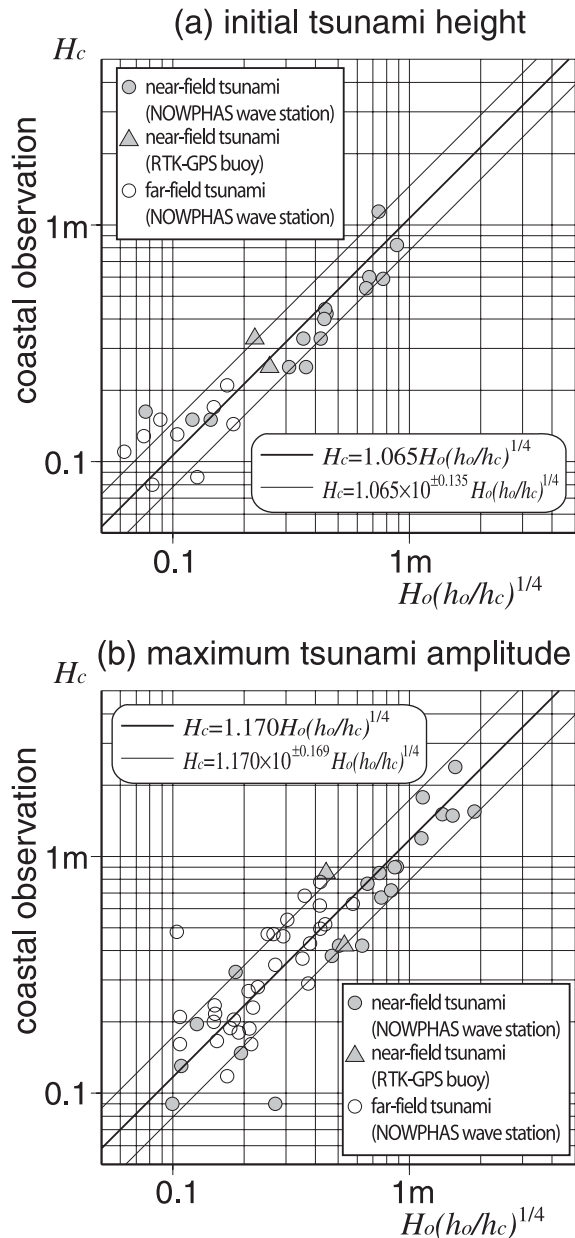 (a) initial tsunami height
Hc
near-field tsunami
(NOWPHAS wave station)
near-field tsunami
(RTK-GPS buoy)
far-field tsunami
(NOWPHAS wave station)
coastal observation
1m
0.1
Hc=1.065Ho(ho/hc)1/4
Hc=1.065×10±0.135 Ho(ho/hc)1/4
0.1
1m
Ho(ho/hc)1/4
(b) maximum tsunami amplitude
Hc
Hc=1.170Ho(ho/hc)1/4
Hc=1.170×10±0.169 Ho(ho/hc)1/4
coastal observation
1m
0.1
near-field tsunami
(NOWPHAS wave station)
near-field tsunami
(RTK-GPS buoy)
far-field tsunami
(NOWPHAS wave station)
0.1
1m
Ho(ho/hc)1/4